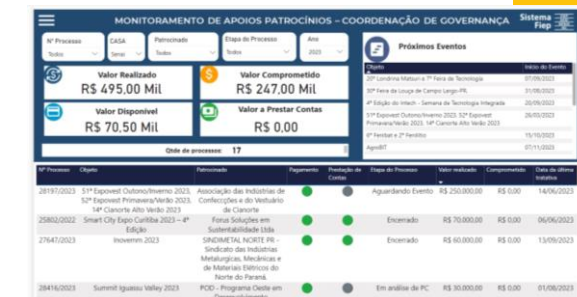 MONITORAMENTO DE APOIOS PATROCÍNIOS – COORDENAÇÃO DE GOVERNANÇA
Sistema
Fiep
Nº Processo
Todos
CASA
Senai
Patrocinado
Todos
Etapa do Processo
Todos
Ano
2023
Próximos
Eventos
Valor Realizado
R$ 495,00 Mil
Valor Comprometido
R$ 247,00 Mil
Valor Disponível
R$ 70,50 Mil
Valor a Prestar Contas
R$ 0,00
Qtde de processos: 17
Objeto Início do Evento
20ª Londrina Matsuri e 7ª Feira de Tecnologia 07/09/2023
30ª Feira da Louça de Campo Largo-PR. 31/08/2023
4ª Edição do Intech - Semana da Tecnologia Integrada 20/09/2023
51ª Expovest Outono/Inverno 2023, 52ª Expovest 26/03/2023
Primavera/Verão 2023, 14ª Cianorte Alto Verão 2023
15/10/2023
AgroBIT 07/11/2023
Nº Processo Objeto Patrocinado Pagamento Prestação de Contas Etapa do Processo Valor realizado Comprometido Data da última tratativa
28197/2023 51ª Expovest Outono/Inverno 2023, Associação das Indústrias de Aguardando Evento R$ 250.000,00 R$ 0,00 14/06/2023
52ª Expovest Primavera/Verão 2023, Confecções e do Vestuário
14ª Cianorte Alto Verão 2023 de Cianorte
25802/2022 Smart City Expo Curitiba 2023 – 4ª Forus Soluções em Encerrado R$ 70.000,00 R$ 0,00 06/06/2023
Edição Sustentabilidade Ltda
27647/2023 Inovemm 2023 SINDIMETAL NORTE PR - Encerrado R$ 60.000,00 R$ 0,00 13/09/2023
Sindicato das Indústrias
Metalurgicas, Mecânicas e
de Materiais Elétricos do
Norte do Paraná.
28416/2023 Summit Iguassu Valley 2023 POD - Programa Oeste em Em análise de PC R$ 30.000,00 R$ 0,00 01/08/2023
Desenvolvimento